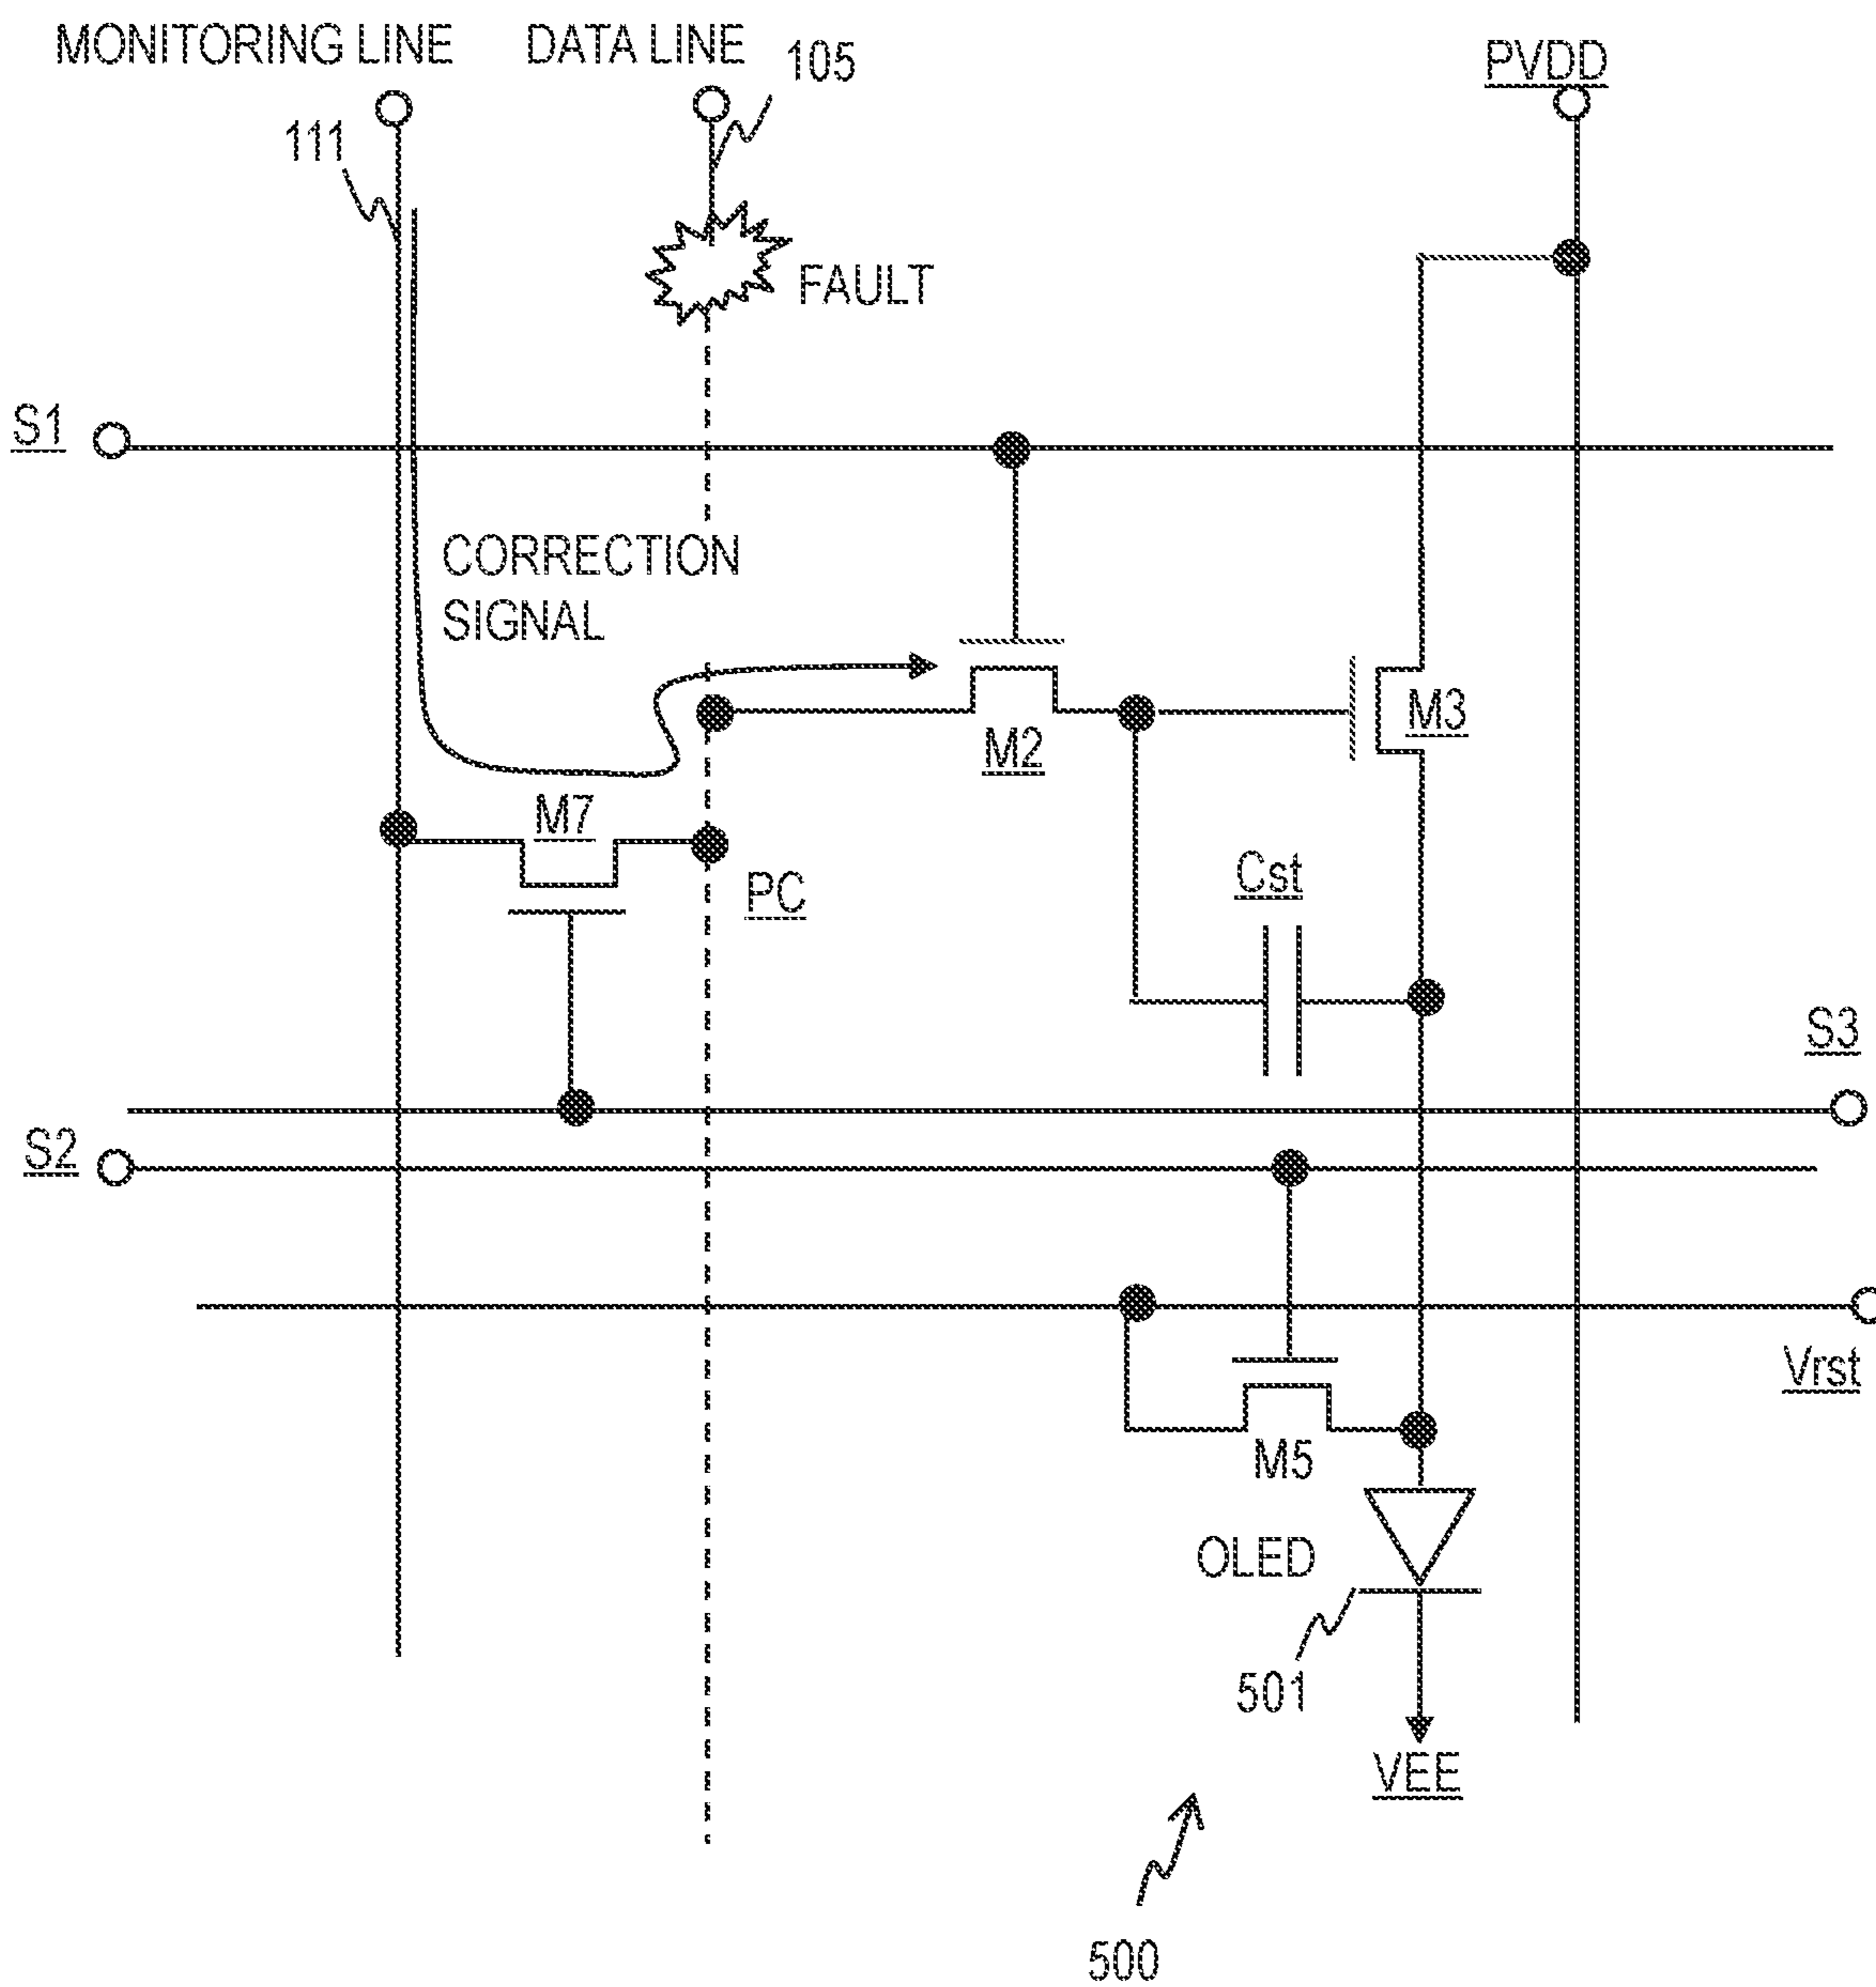 MONITORING LINE
DATA LINE
105
PVDD
111
FAULT
S1
CORRECTION
SIGNAL
M2
M3
M7
PC
Cst
S3
S2
Vrst
M5
OLED
501
VEE
500